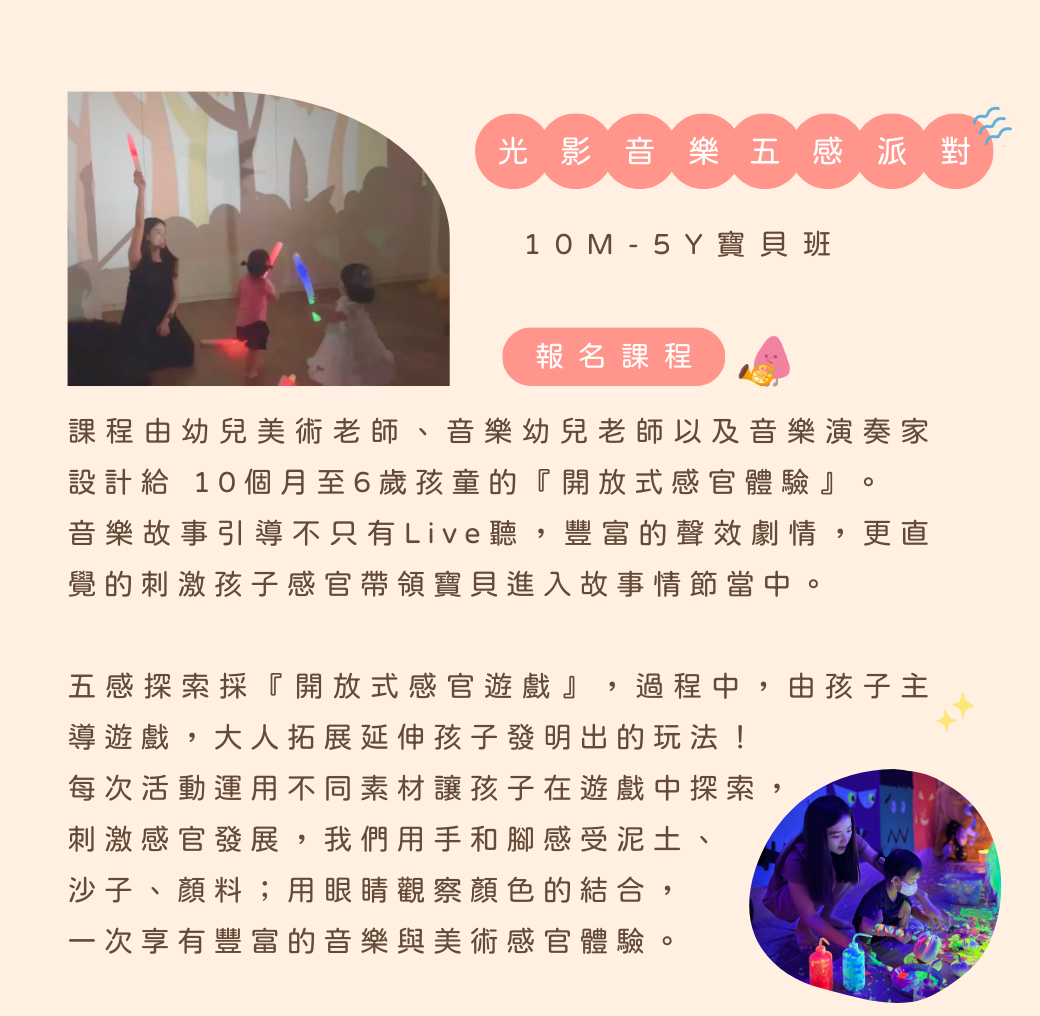 光影音樂五感派對
10M-5Y寶貝班
報名課程
課程由幼兒美術老師、音樂幼兒老師以及音樂演奏家
設計給 10個月至6歲孩童的『開放式感官體驗』。
音樂故事引導不只有Live聽，豐富的聲效劇情，更直
覺的刺激孩子感官帶領寶貝進入故事情節當中。
五感探索採『開放式感官遊戲』，過程中，由孩子主
導遊戲，大人拓展延伸孩子發明出的玩法！
每次活動運用不同素材讓孩子在遊戲中探索，
刺激感官發展，我們用手和腳感受泥土、
沙子、顏料；用眼睛觀察顏色的結合，
一次享有豐富的音樂與美術感官體驗。